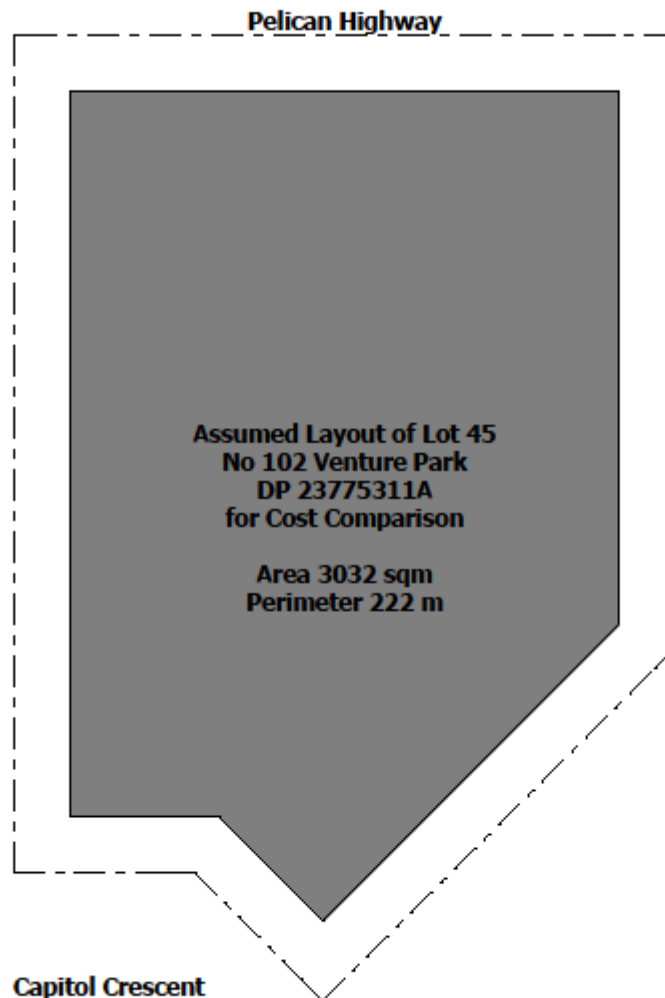 Pelican Highway
Assumed Layout of Lot 45
No 102 Venture Park
DP 23775311A
for Cost Comparison
Area 3032 sqm
Perimeter 222 m
Capitol Crescent